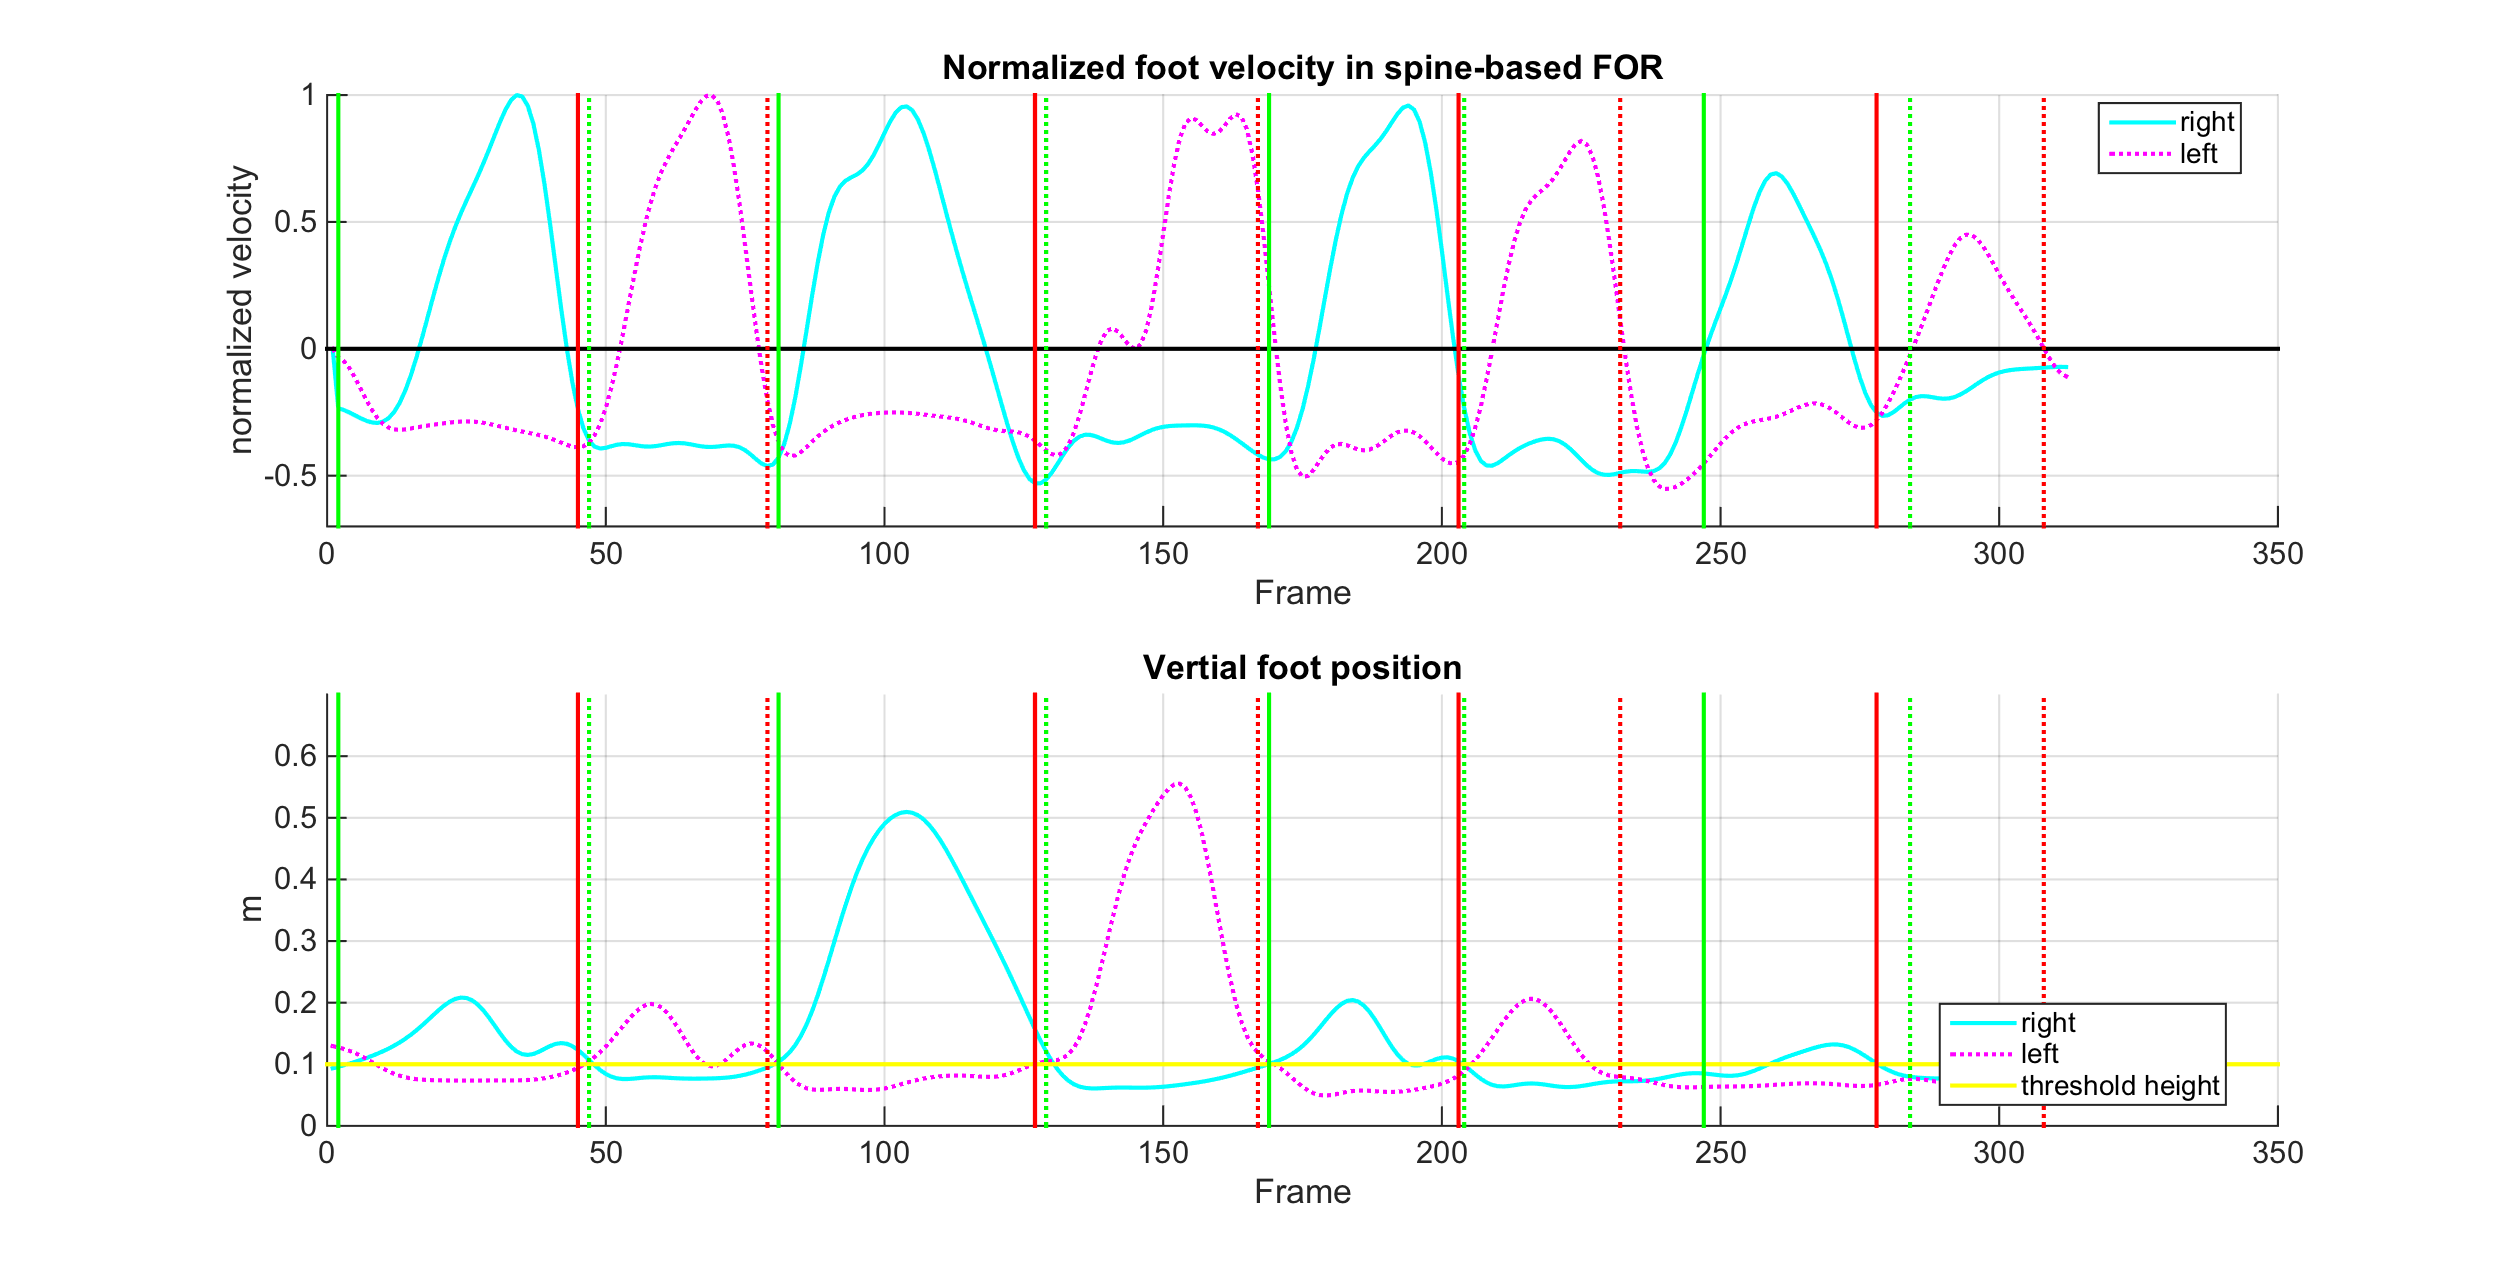 Normalized foot velocity in spine-based FOR
normalized velocity
1
0.5
0
-0.5
0 50 100 150 200 250 300 350
Frame
right
left
Vertial foot position
m
0.6
0.5
0.4
0.3
0.2
0.1
0
0 50 100 150 200 250 300 350
Frame
right
left
threshold height